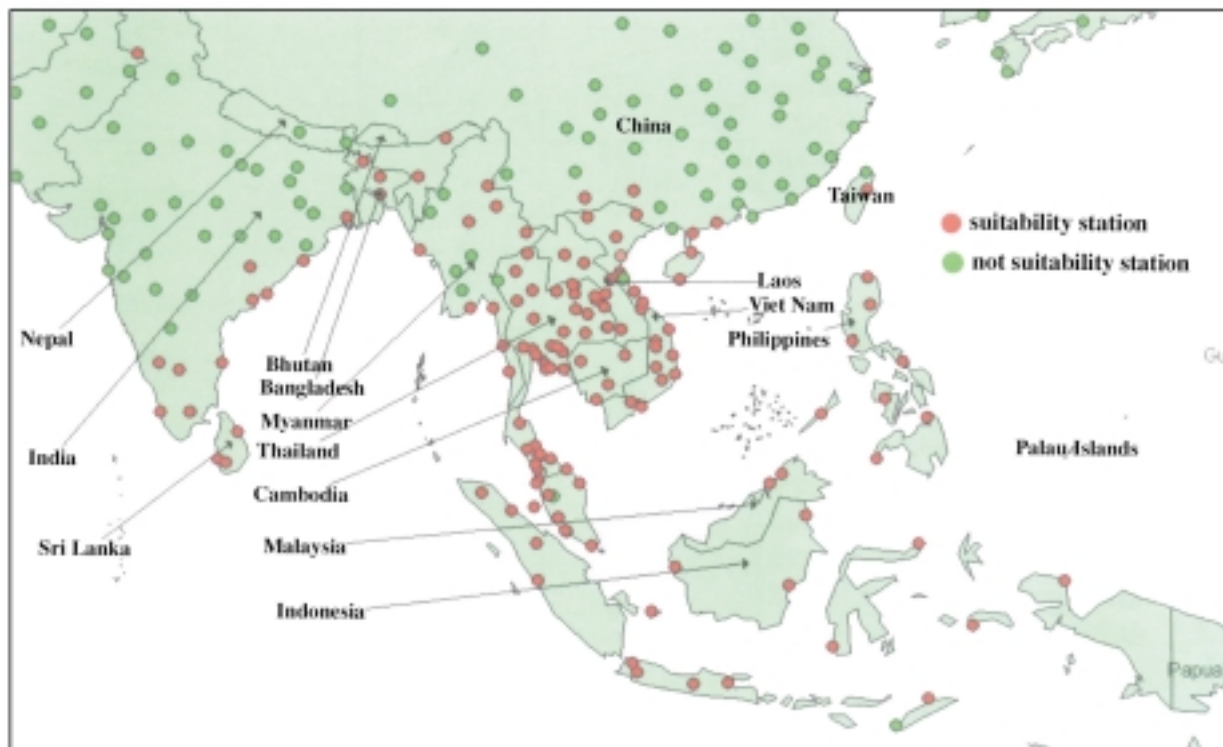 China
Taiwan
suitability station
not suitability station
Laos
Viet Nam
Philippines
Nepal
Bhutan
Bangladesh
Myanmar
Thailand
India
Cambodia
Palau Islands
Sri Lanka
Malaysia
Indonesia
Papua